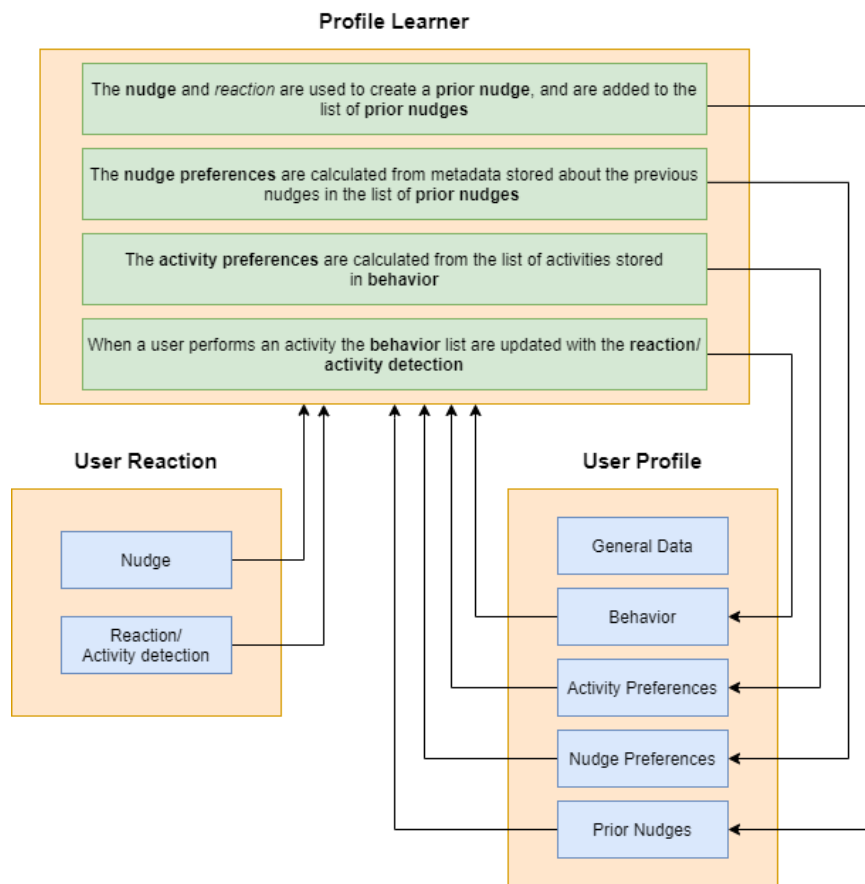 Profile Learner
The nudge and reaction are used to create a prior nudge, and are added to the
list of prior nudges
The nudge preferences are calculated from metadata stored about the previous
nudges in the list of prior nudges
The activity preferences are calculated from the list of activities stored
in behavior
When a user performs an activity the behavior list are updated with the reaction/
activity detection
User Reaction
Nudge
Reaction/
Activity detection
User Profile
General Data
Behavior
Activity Preferences
Nudge Preferences
Prior Nudges